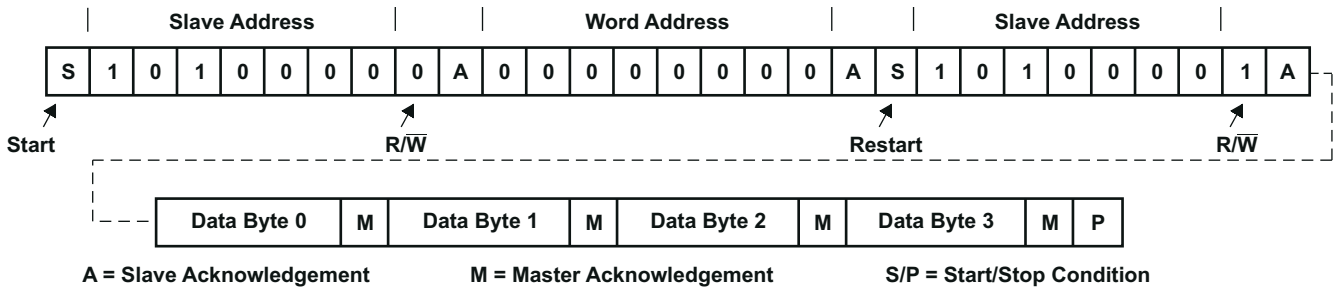 Slave Address Word Address Slave Address
S 1 0 1 0 0 0 0 0 A 0 0 0 0 0 0 0 0 A S 1 0 1 0 0 0 0 1 A
Start R/W̅ Restart R/W̅
Data Byte 0 M Data Byte 1 M Data Byte 2 M Data Byte 3 M P
A = Slave Acknowledgement M = Master Acknowledgement S/P = Start/Stop Condition